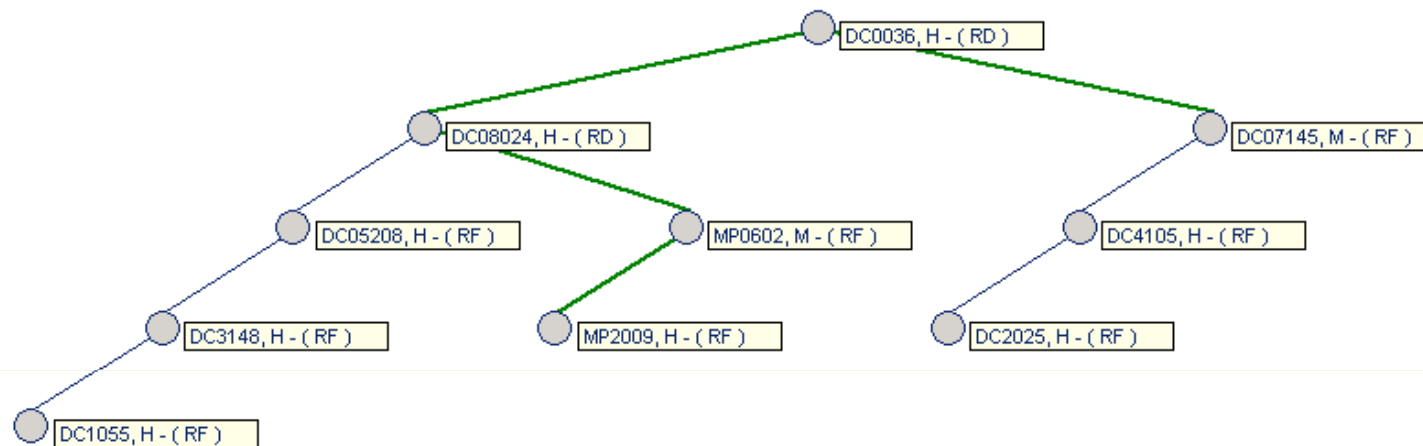 DC0036, H - ( RD )
DC08024, H - ( RD )
DC07145, M - ( RF )
DC05208, H - ( RF )
MP0602, M - ( RF )
DC4105, H - ( RF )
DC3148, H - ( RF )
MP2009, H - ( RF )
DC2025, H - ( RF )
DC1055, H - ( RF )